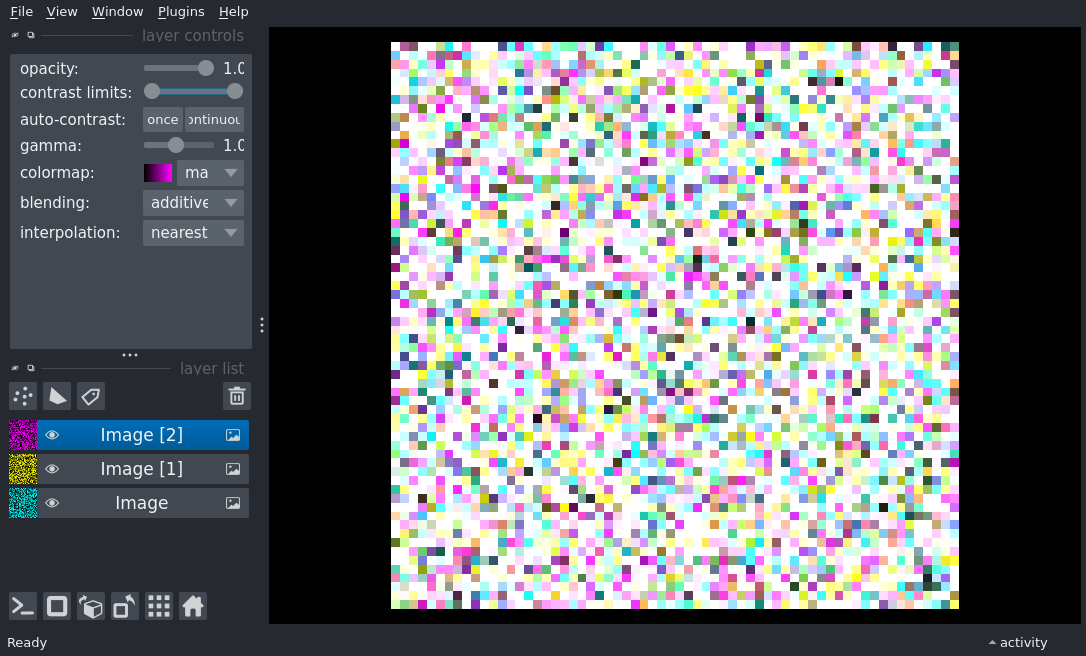 File View Window Plugins Help
layer controls
opacity: 1.0
contrast limits:
auto-contrast: once ontinuou
gamma: 1.0
colormap: ma
blending: additive
interpolation: nearest
layer list
Image [2]
Image [1]
Image
Ready activity